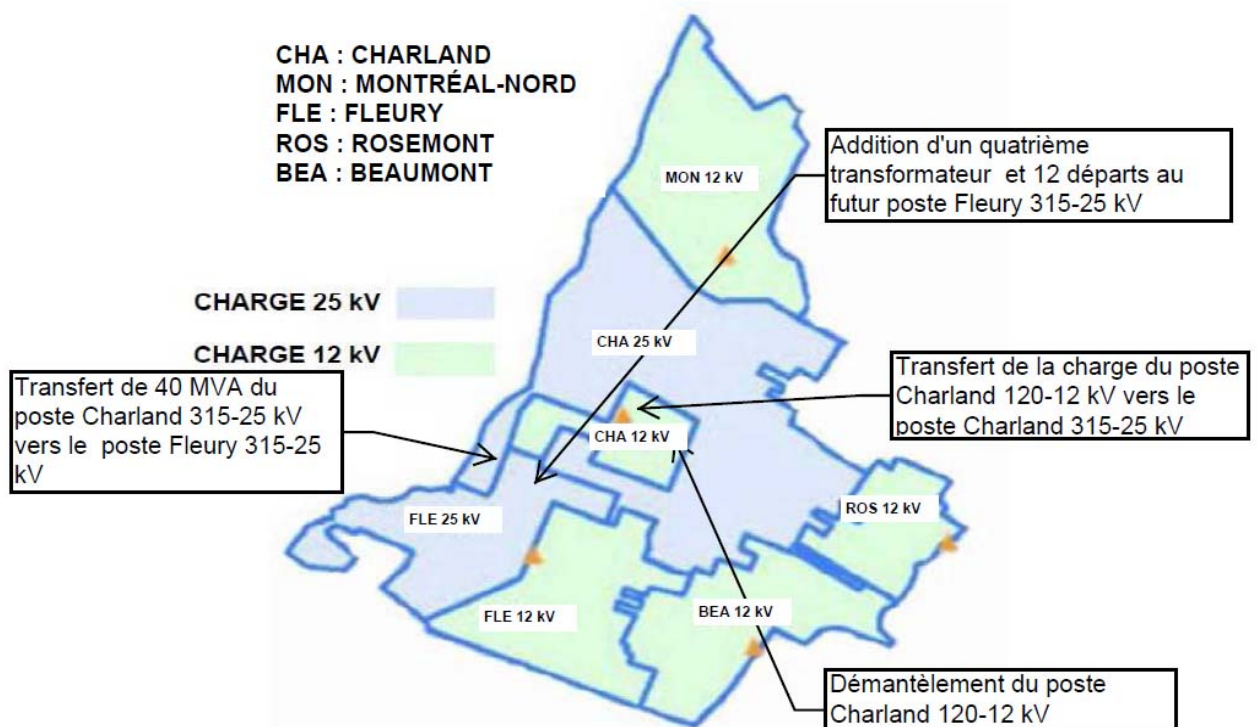 CHA : CHARLAND
MON : MONTRÉAL-NORD
FLE : FLEURY
ROS : ROSEMONT
BEA : BEAUMONT
Addition d'un quatrième
transformateur et 12 départs au
futur poste Fleury 315-25 kV
MON 12 kV
CHARGE 25 kV
CHARGE 12 kV
CHA 25 kV
Transfert de 40 MVA du
poste Charland 315-25 kV
vers le poste Fleury 315-25
kV
Transfert de la charge du poste
Charland 120-12 kV vers le
poste Charland 315-25 kV
CHA 12 kV
FLE 25 kV
ROS 12 kV
FLE 12 kV
BEA 12 kV
Démantèlement du poste
Charland 120-12 kV